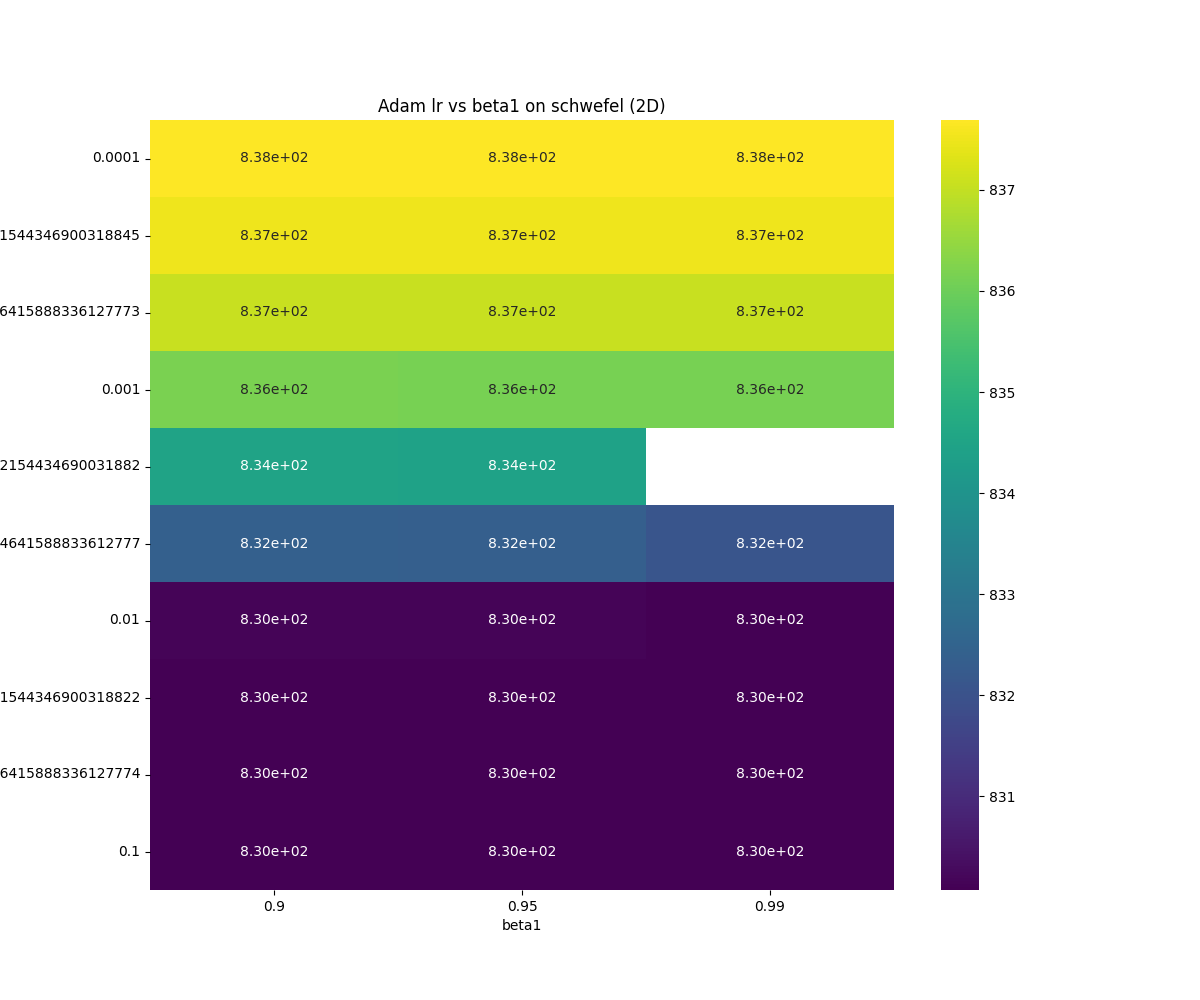 Adam lr vs beta1 on schwefel (2D)
0.0001 8.38e+02 8.38e+02 8.38e+02
1544346900318845 8.37e+02 8.37e+02 8.37e+02
6415888336127773 8.37e+02 8.37e+02 8.37e+02
0.001 8.36e+02 8.36e+02 8.36e+02
2154434690031882 8.34e+02 8.34e+02
4641588833612777 8.32e+02 8.32e+02 8.32e+02
0.01 8.30e+02 8.30e+02 8.30e+02
1544346900318822 8.30e+02 8.30e+02 8.30e+02
6415888336127774 8.30e+02 8.30e+02 8.30e+02
0.1 8.30e+02 8.30e+02 8.30e+02
0.9 0.95 0.99
beta1
837
836
835
834
833
832
831